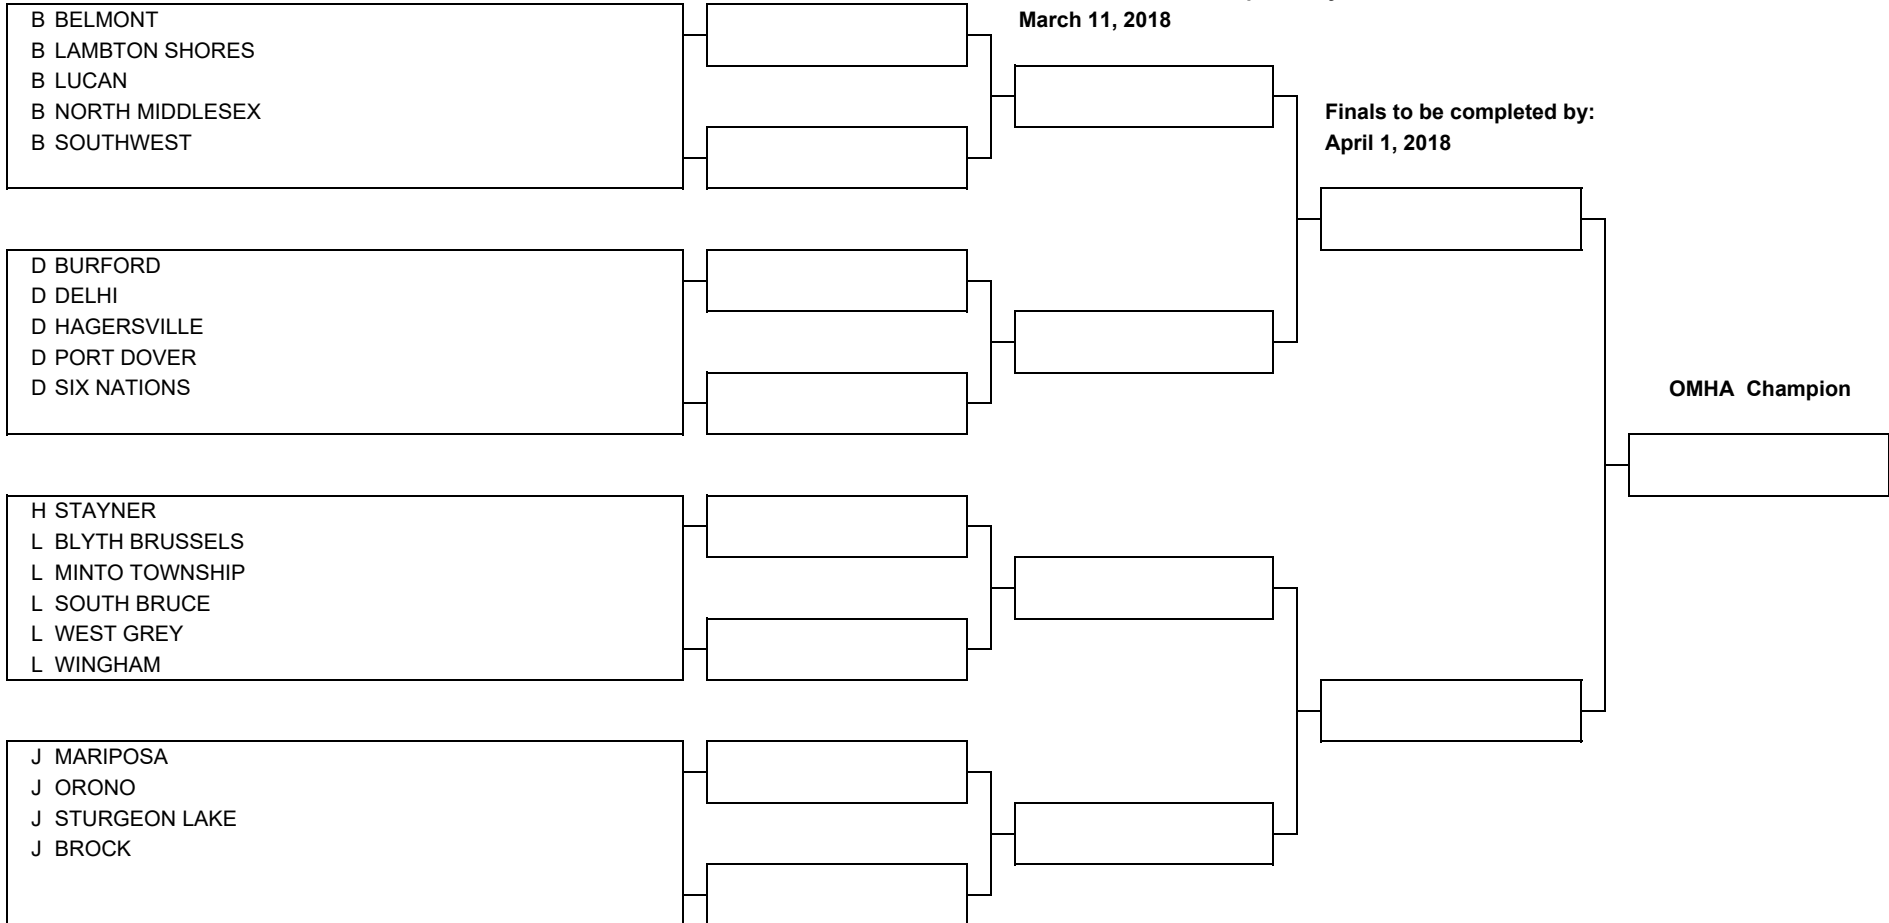 March 11, 2018
B BELMONT
B LAMBTON SHORES
B LUCAN
B NORTH MIDDLESEX
B SOUTHWEST
Finals to be completed by:
April 1, 2018
D BURFORD
D DELHI
D HAGERSVILLE
D PORT DOVER
D SIX NATIONS
OMHA Champion
H STAYNER
L BLYTH BRUSSELS
L MINTO TOWNSHIP
L SOUTH BRUCE
L WEST GREY
L WINGHAM
J MARIPOSA
J ORONO
J STURGEON LAKE
J BROCK